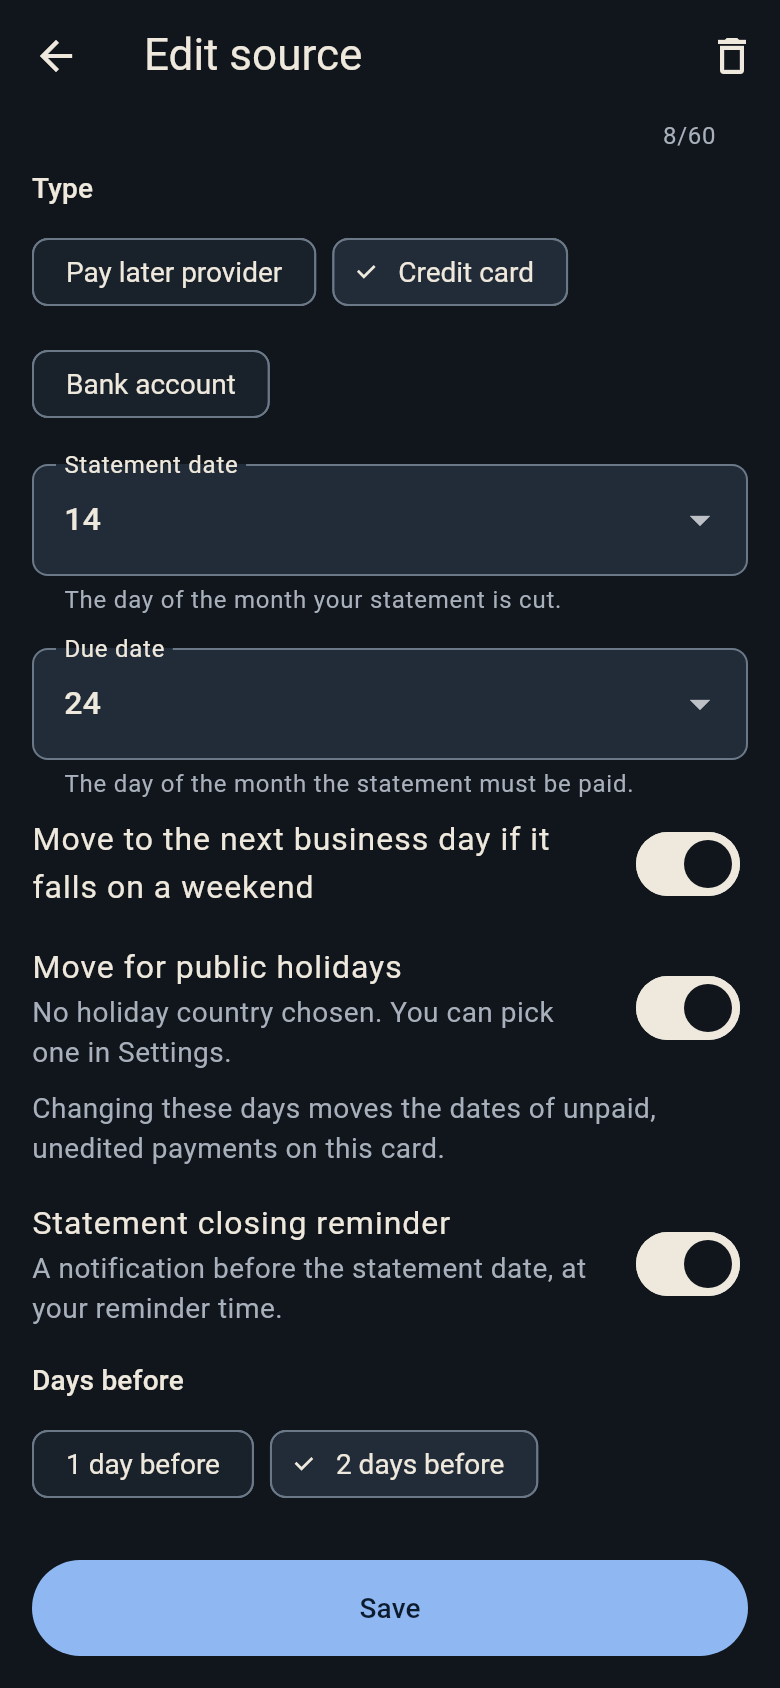 Edit source
8/60
Type
Pay later provider
Credit card
Bank account
Statement date
14
The day of the month your statement is cut.
Due date
24
The day of the month the statement must be paid.
Move to the next business day if it
falls on a weekend
Move for public holidays
No holiday country chosen. You can pick
one in Settings.
Changing these days moves the dates of unpaid,
unedited payments on this card.
Statement closing reminder
A notification before the statement date, at
your reminder time.
Days before
1 day before
2 days before
Save